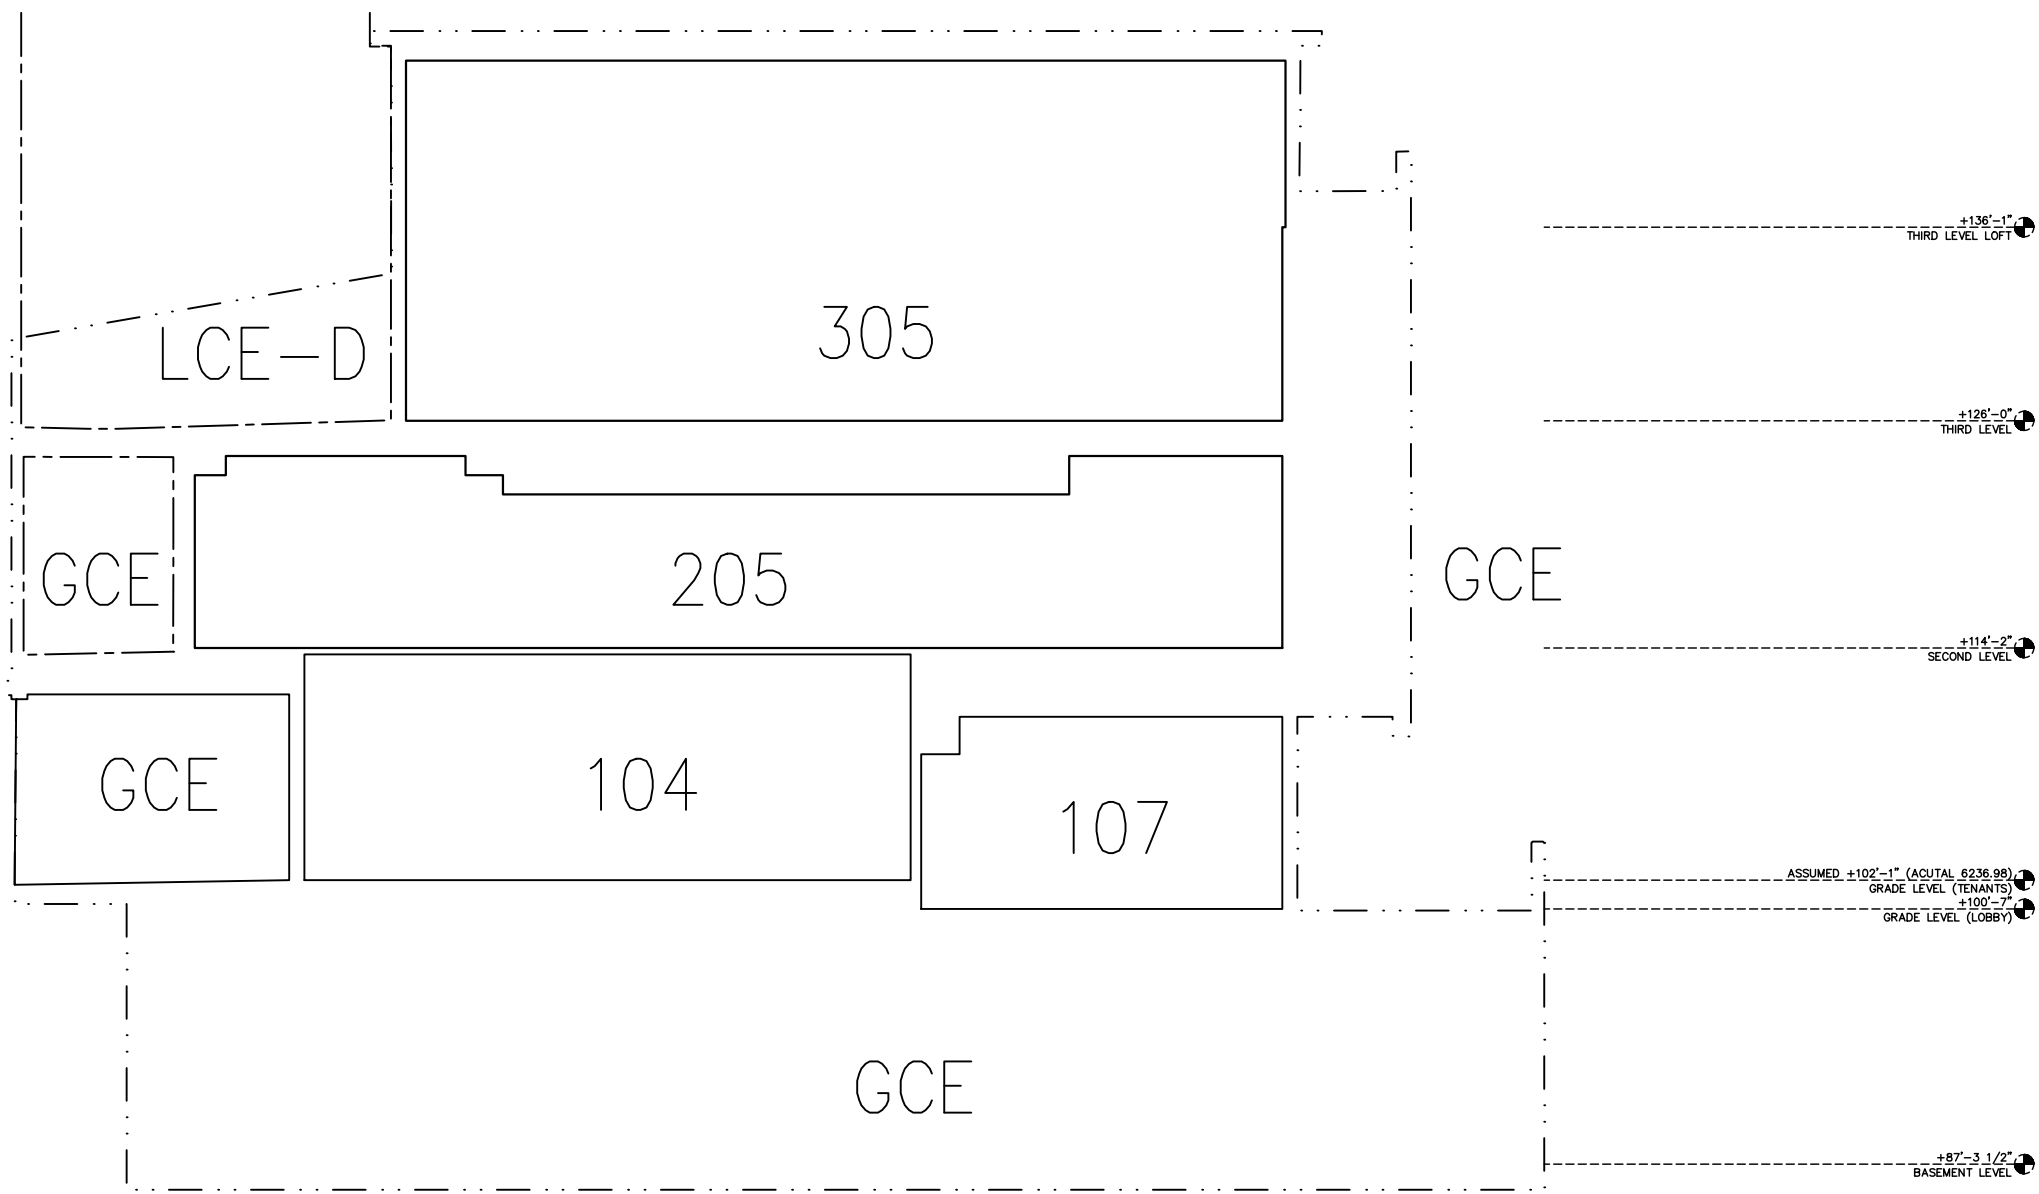 +136'-1"
THIRD LEVEL LOFT
305
LCE-D
+126'-0"
THIRD LEVEL
GCE
205
GCE
+114'-2"
SECOND LEVEL
GCE
104
107
ASSUMED +102'-1" (ACUTAL 6236.98)
GRADE LEVEL (TENANTS)
+100'-7"
GRADE LEVEL (LOBBY)
GCE
+87'-3 1/2"
BASEMENT LEVEL